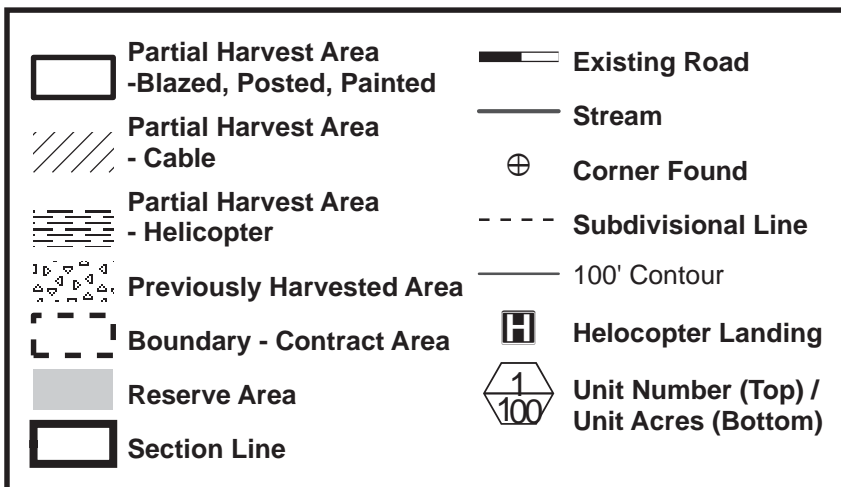 Partial Harvest Area
-Blazed, Posted, Painted
Partial Harvest Area
- Cable
Partial Harvest Area
- Helicopter
Previously Harvested Area
Boundary - Contract Area
Reserve Area
Section Line
Existing Road
Stream
Corner Found
Subdivisional Line
100' Contour
H
Helocopter Landing
1
100
Unit Number (Top) /
Unit Acres (Bottom)